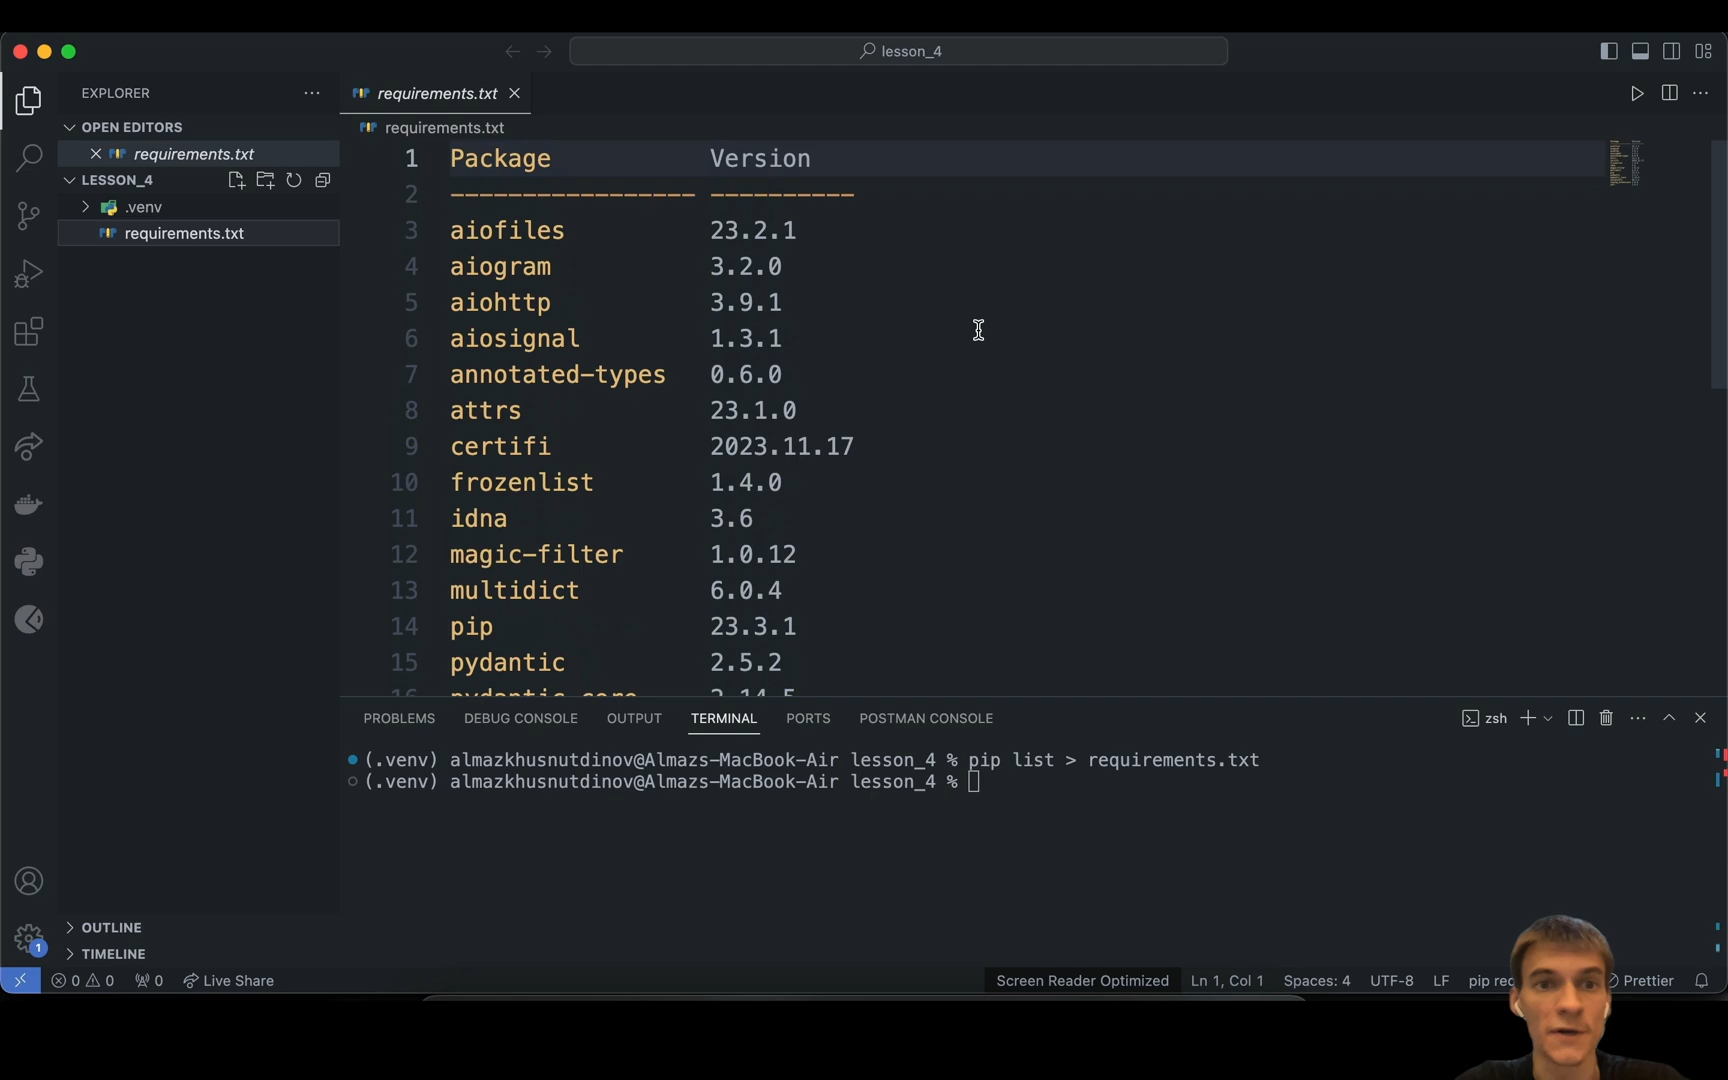 lesson_4
EXPLORER
requirements.txt
OPEN EDITORS
requirements.txt
requirements.txt
LESSON_4
.venv
requirements.txt
1 Package Version
2 ----------------- ----------
3 aiofiles 23.2.1
4 aiogram 3.2.0
5 aiohttp 3.9.1
6 aiosignal 1.3.1
7 annotated-types 0.6.0
8 attrs 23.1.0
9 certifi 2023.11.17
10 frozenlist 1.4.0
11 idna 3.6
12 magic-filter 1.0.12
13 multidict 6.0.4
14 pip 23.3.1
15 pydantic 2.5.2
PROBLEMS DEBUG CONSOLE OUTPUT TERMINAL PORTS POSTMAN CONSOLE
zsh
(.venv) almazkhusnutdinov@Almazs-MacBook-Air lesson_4 % pip list > requirements.txt
(.venv) almazkhusnutdinov@Almazs-MacBook-Air lesson_4 %
OUTLINE
TIMELINE
1
0 0 0 Live Share Screen Reader Optimized Ln 1, Col 1 Spaces: 4 UTF-8 LF pip Prettier